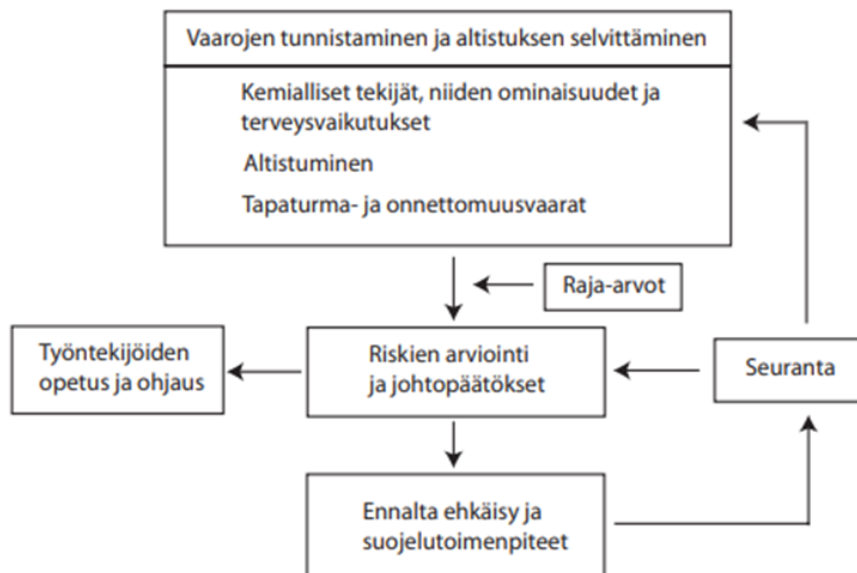 Vaarojen tunnistaminen ja altistuksen selvittäminen
Kemialliset tekijät, niiden ominaisuudet ja
terveysvaikutukset
Altistuminen
Tapaturma- ja onnettomuusvaarat
Raja-arvot
Työntekijöiden
opetus ja ohjaus
Riskien arviointi
ja johtopäätökset
Seuranta
Ennalta ehkäisy ja
suojelutoimenpiteet